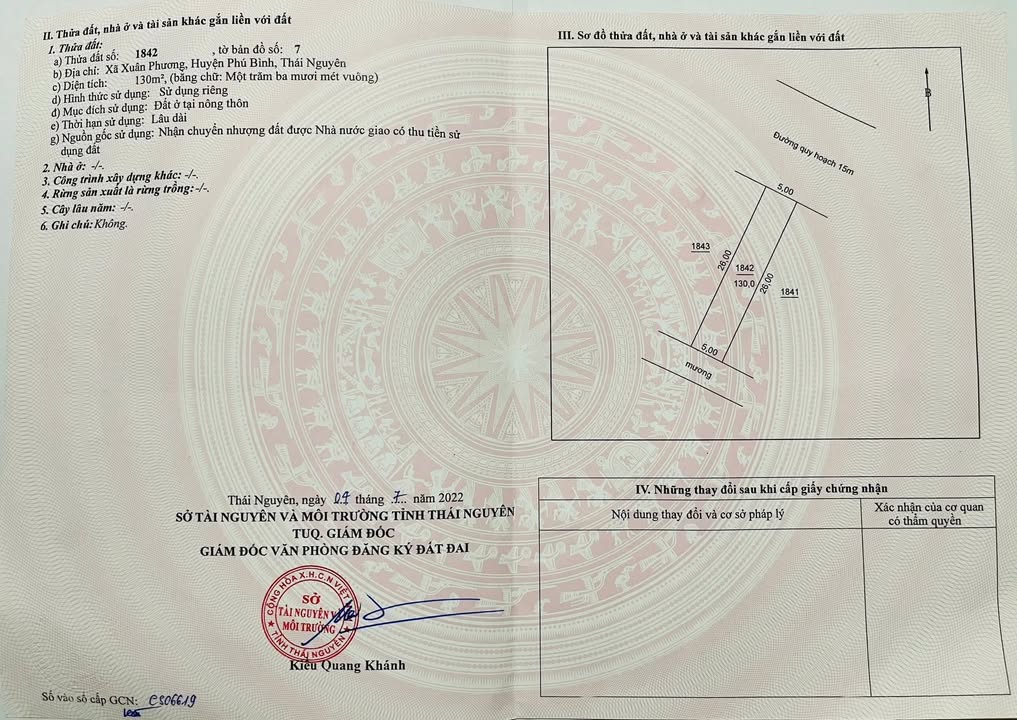 II. Thửa đất, nhà ở và tài sản khác gắn liền với đất
1. Thửa đất:
a) Thửa đất số: 1842 , tờ bản đồ số: 7
b) Địa chỉ: Xã Xuân Phương, Huyện Phú Bình, Thái Nguyên
c) Diện tích: 130m², (bằng chữ: Một trăm ba mươi mét vuông)
d) Hình thức sử dụng: Sử dụng riêng
đ) Mục đích sử dụng: Đất ở tại nông thôn
e) Thời hạn sử dụng: Lâu dài
g) Nguồn gốc sử dụng: Nhận chuyển nhượng đất được Nhà nước giao có thu tiền sử
dụng đất
2. Nhà ở: -/-.
3. Công trình xây dựng khác: -/-.
4. Rừng sản xuất là rừng trồng: -/-.
5. Cây lâu năm: -/-.
6. Ghi chú: Không.
Thái Nguyên, ngày 04 tháng 7 năm 2022
SỞ TÀI NGUYÊN VÀ MÔI TRƯỜNG TỈNH THÁI NGUYÊN
TUQ. GIÁM ĐỐC
GIÁM ĐỐC VĂN PHÒNG ĐĂNG KÝ ĐẤT ĐAI
CỘNG HÒA X.H.C.N VIỆT
SỞ
TÀI NGUYÊN
MÔI TRƯỜNG
TỈNH THÁI NGUYÊN
Kiều Quang Khánh
Số vào sổ cấp GCN: CS06619
III. Sơ đồ thửa đất, nhà ở và tài sản khác gắn liền với đất
B
Đường quy hoạch 15m
5,00
1843
26,00
1842
130,0
26,00
1841
5,00
mương
IV. Những thay đổi sau khi cấp giấy chứng nhận
Nội dung thay đổi và cơ sở pháp lý
Xác nhận của cơ quan
có thẩm quyền